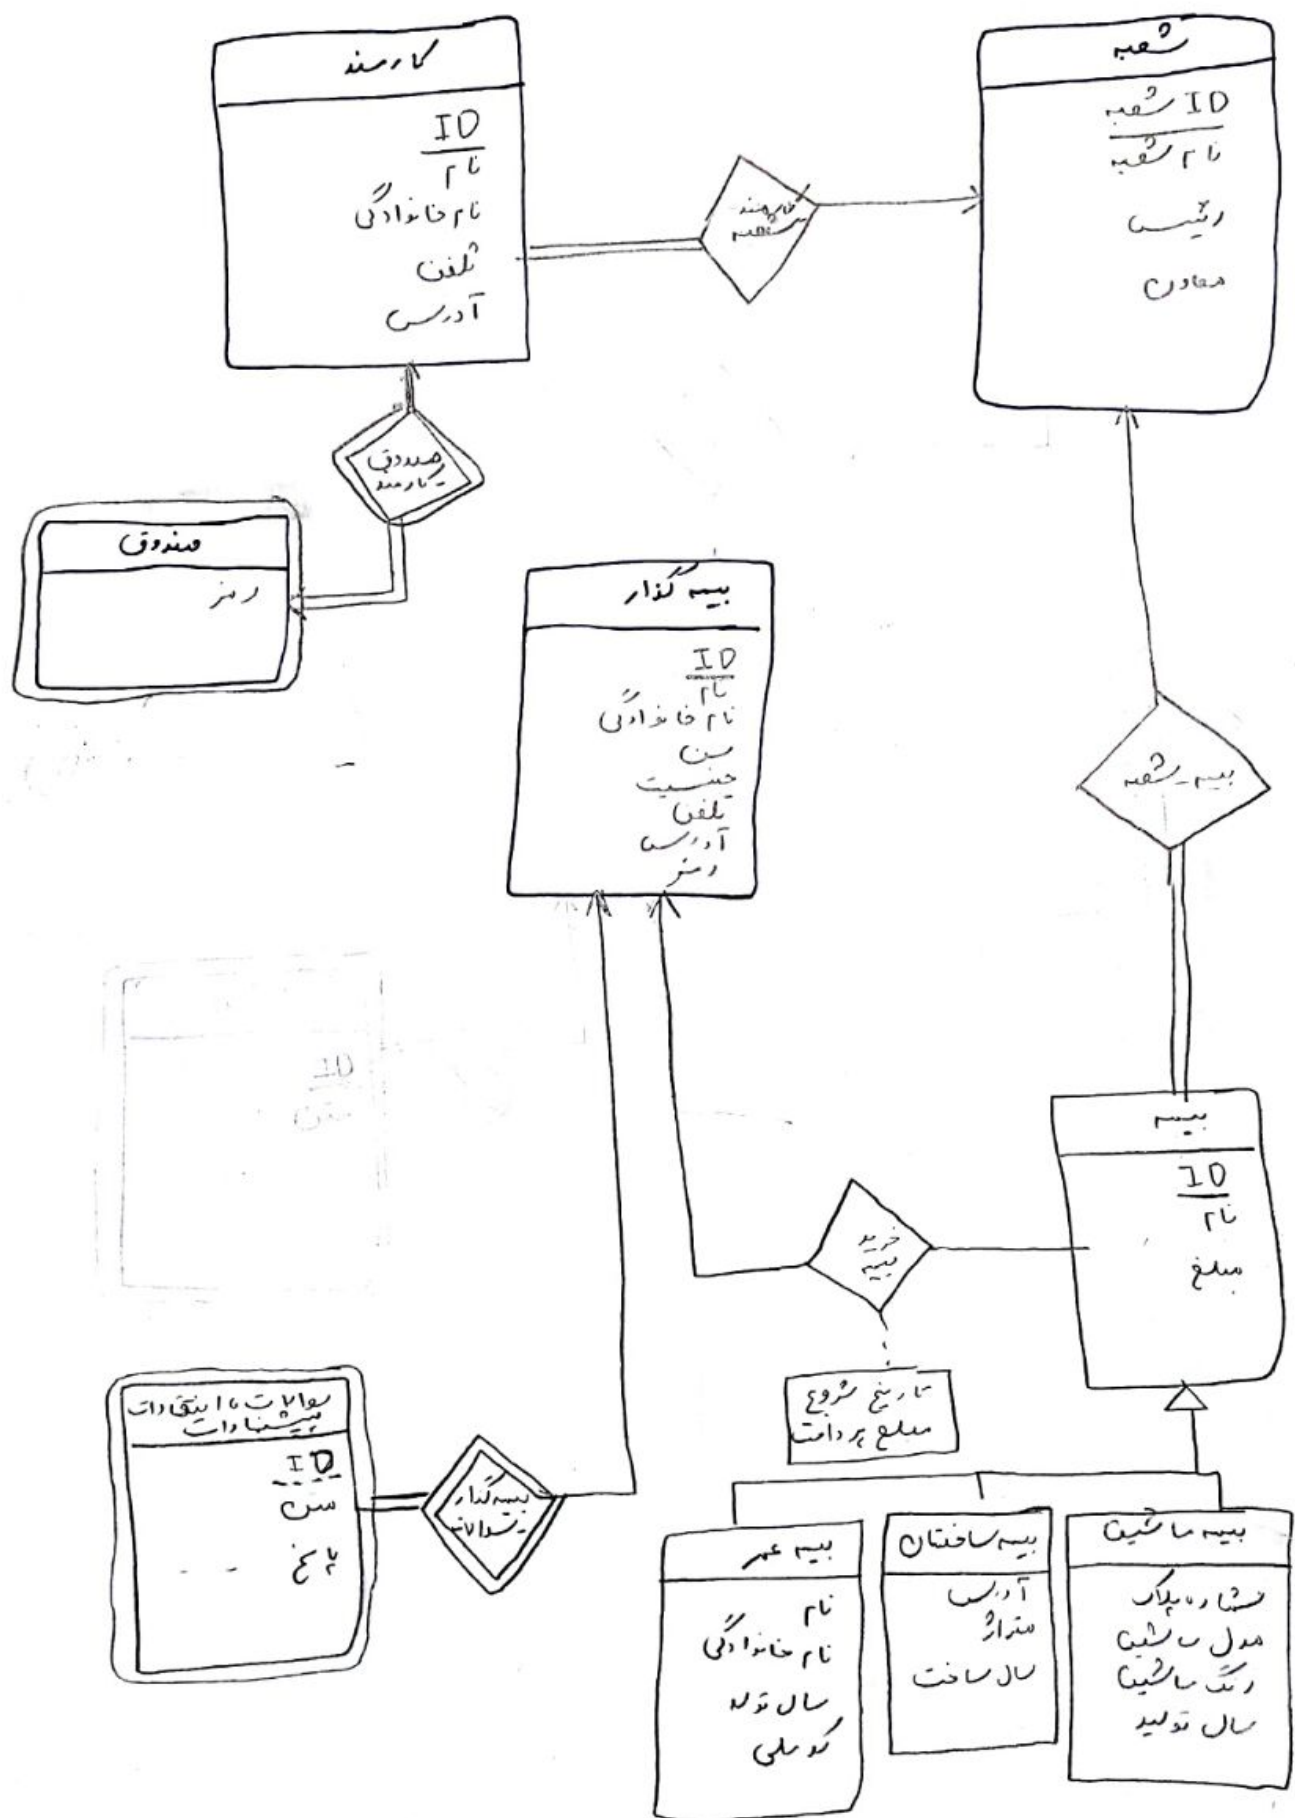 کارمند
ID
نام
نام خانوادگی
تلفن
آدرس
شعبه
ID شعبه
نام شعبه
رئیس
معاون
کارمند
شعبه
صندوق
کارمند
صندوق
رمز
بیمه گذار
ID
نام
نام خانوادگی
سن
جنسیت
تلفن
آدرس
رمز
بیمه - شعبه
ID
متن
بیمه
ID
نام
مبلغ
خرید
بیمه
تاریخ شروع
مبلغ پرداخت
سوالات یا انتقادات
پیشنهادات
ID
متن
پاسخ
بیمه گذار
سوالات
بیمه عمر
نام
نام خانوادگی
سال تولد
کد ملی
بیمه ساختمان
آدرس
متراژ
سال ساخت
بیمه ماشین
شماره پلاک
مدل ماشین
رنگ ماشین
سال تولید